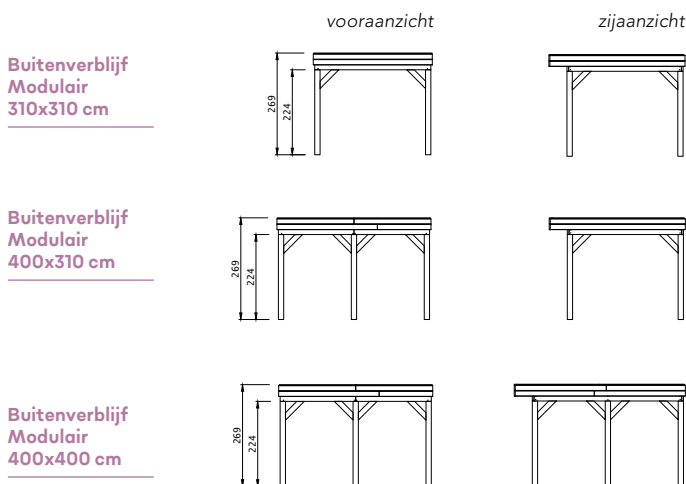 vooraanzicht
zijaanzicht
Buitenverblijf
Modulair
310x310 cm
269
224
Buitenverblijf
Modulair
400x310 cm
269
224
Buitenverblijf
Modulair
400x400 cm
269
224